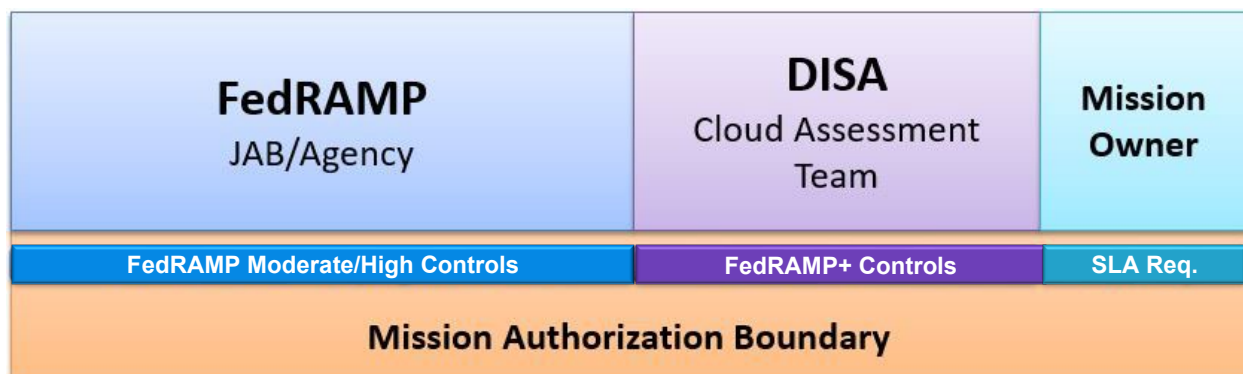 FedRAMP
JAB/Agency
DISA
Cloud Assessment
Team
Mission
Owner
FedRAMP Moderate/High Controls
FedRAMP+ Controls
SLA Req.
Mission Authorization Boundary